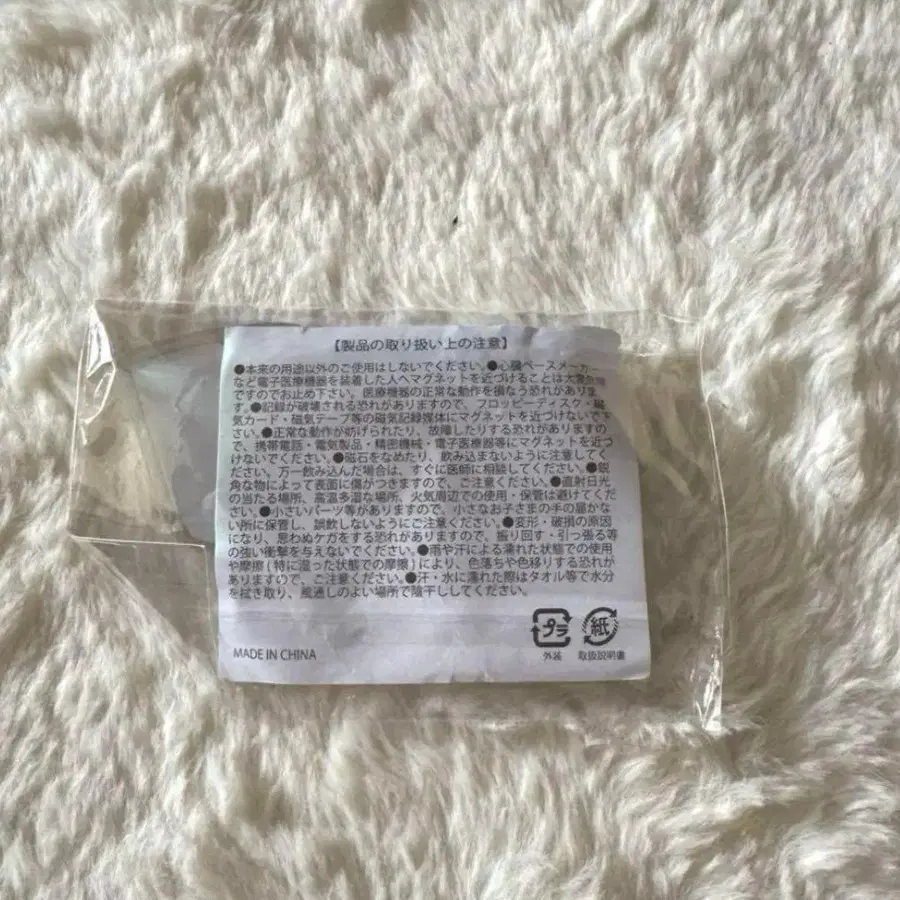 【製品の取り扱い上の注意】
●本来の用途以外のご使用はしないでください。●心臓ペースメーカー
など電子医療機器を装着した人へマグネットを近づけることは大変危険
ですのでお止め下さい。医療機器の正常な動作を損なう恐れがありま
す。●記録が破壊される恐れがありますので、フロッピーディスク・磁
気カード・磁気テープ等の磁気記録媒体にマグネットを近づけないで下
さい。●正常な動作が妨げられたり、故障したりする恐れがありますの
で、携帯電話・電気製品・精密機械・電子医療器等にマグネットを近づ
けないでください。●磁石をなめたり、飲み込まないように注意してく
ださい。万一飲み込んだ場合は、すぐに医師に相談してください。●鋭
角な物によって表面に傷がつきますので、ご注意ください。●直射日光
の当たる場所、高温多湿な場所、火気周辺での使用・保管は避けてくだ
さい。●小さいパーツ等がありますので、小さなお子さまの手の届かな
い所に保管し、誤飲しないようにご注意ください。●変形・破損の原因
になり、思わぬケガをする恐れがありますので、振り回す・引っ張る等
の強い衝撃を与えないでください。●雨や汗による濡れた状態での使用
や摩擦(特に湿った状態での摩擦)により、色落ちや色移りする恐れが
ありますので、ご注意ください。●汗・水に濡れた際はタオル等で水分
を拭き取り、風通しのよい場所で陰干ししてください。
プラ 紙
外装 取扱説明書
MADE IN CHINA